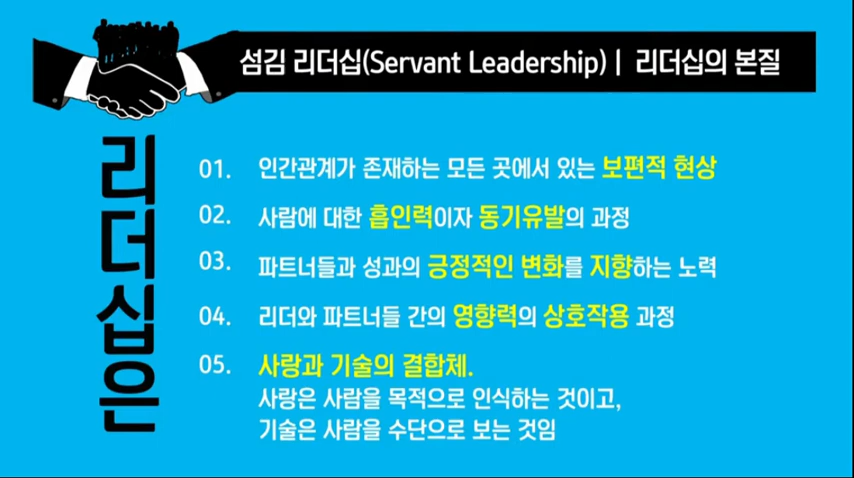 섬김 리더십(Servant Leadership) | 리더십의 본질
리더십은
01. 인간관계가 존재하는 모든 곳에서 있는 보편적 현상
02. 사람에 대한 흡인력이자 동기유발의 과정
03. 파트너들과 성과의 긍정적인 변화를 지향하는 노력
04. 리더와 파트너들 간의 영향력의 상호작용 과정
05. 사랑과 기술의 결합체.
사랑은 사람을 목적으로 인식하는 것이고,
기술은 사람을 수단으로 보는 것임